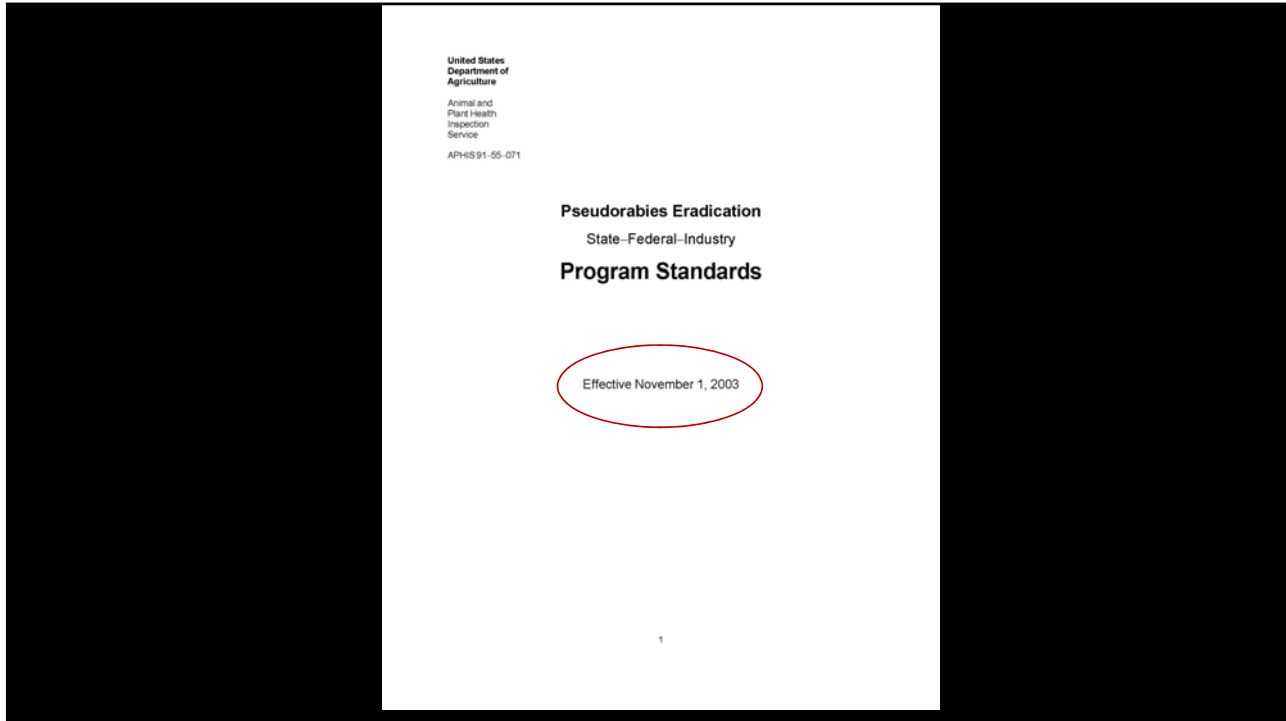 United States
Department of
Agriculture
Animal and
Plant Health
Inspection
Service
APHIS 91–55–071
Pseudorabies Eradication
State–Federal–Industry
Program Standards
Effective November 1, 2003
1